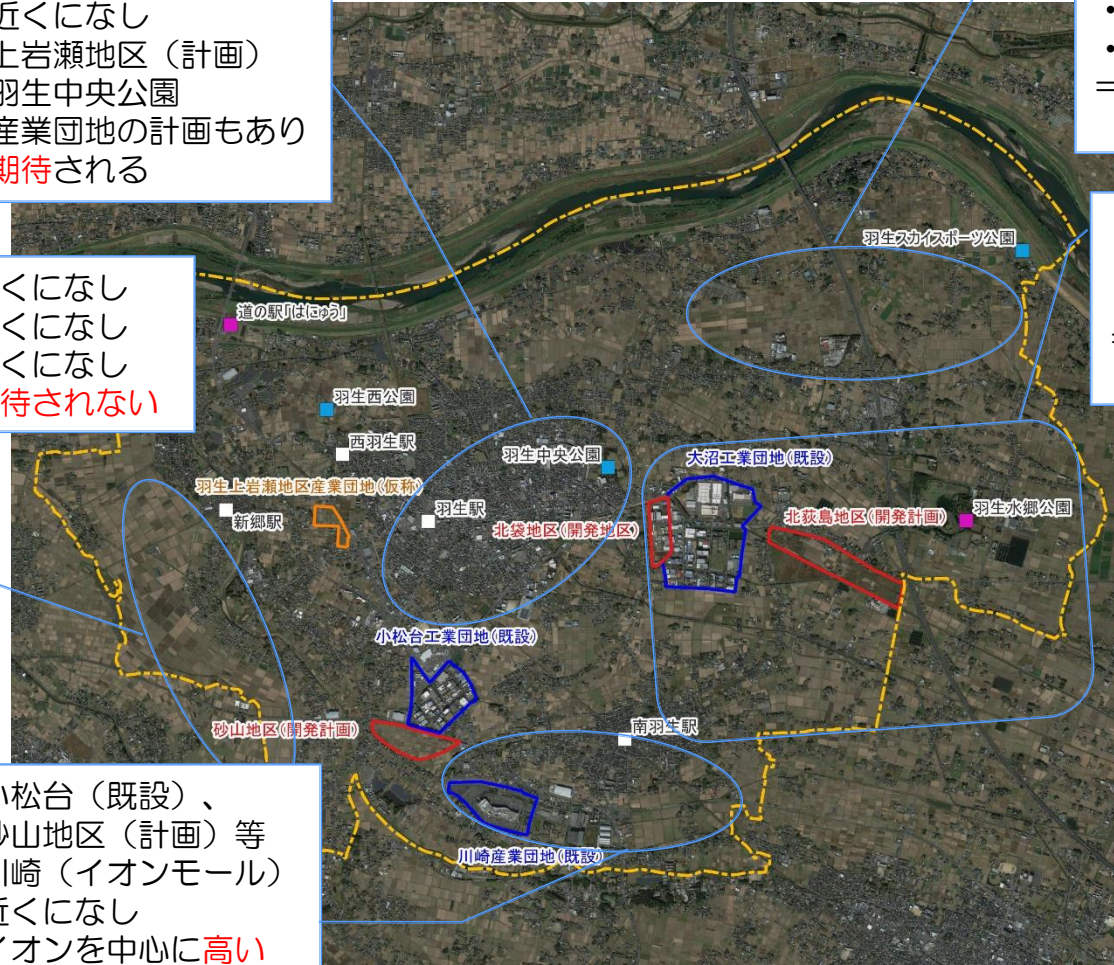 近くになし
上岩瀬地区（計画）
羽生中央公園
産業団地の計画もあり
期待される
・
・
＝
くになし
くになし
くになし
待されない
羽生スカイスポーツ公園
道の駅「はにゅう」
羽生西公園
西羽生駅
羽生中央公園
大沼工業団地(既設)
羽生上岩瀬地区産業団地(仮称)
新郷駅
羽生駅
北袋地区(開発地区)
北荻島地区(開発計画)
羽生水郷公園
小松台工業団地(既設)
砂山地区(開発計画)
南羽生駅
川崎産業団地(既設)
小松台（既設）、
砂山地区（計画）等
川崎（イオンモール）
近くになし
イオンを中心に高い